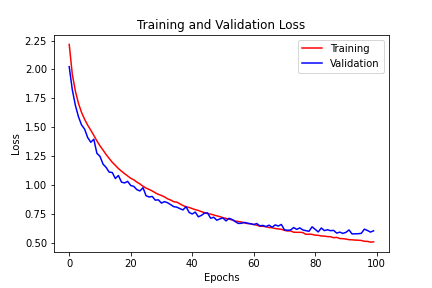 Training and Validation Loss
Training
Validation
2.25
2.00
1.75
1.50
1.25
1.00
0.75
0.50
Loss
0 20 40 60 80 100
Epochs